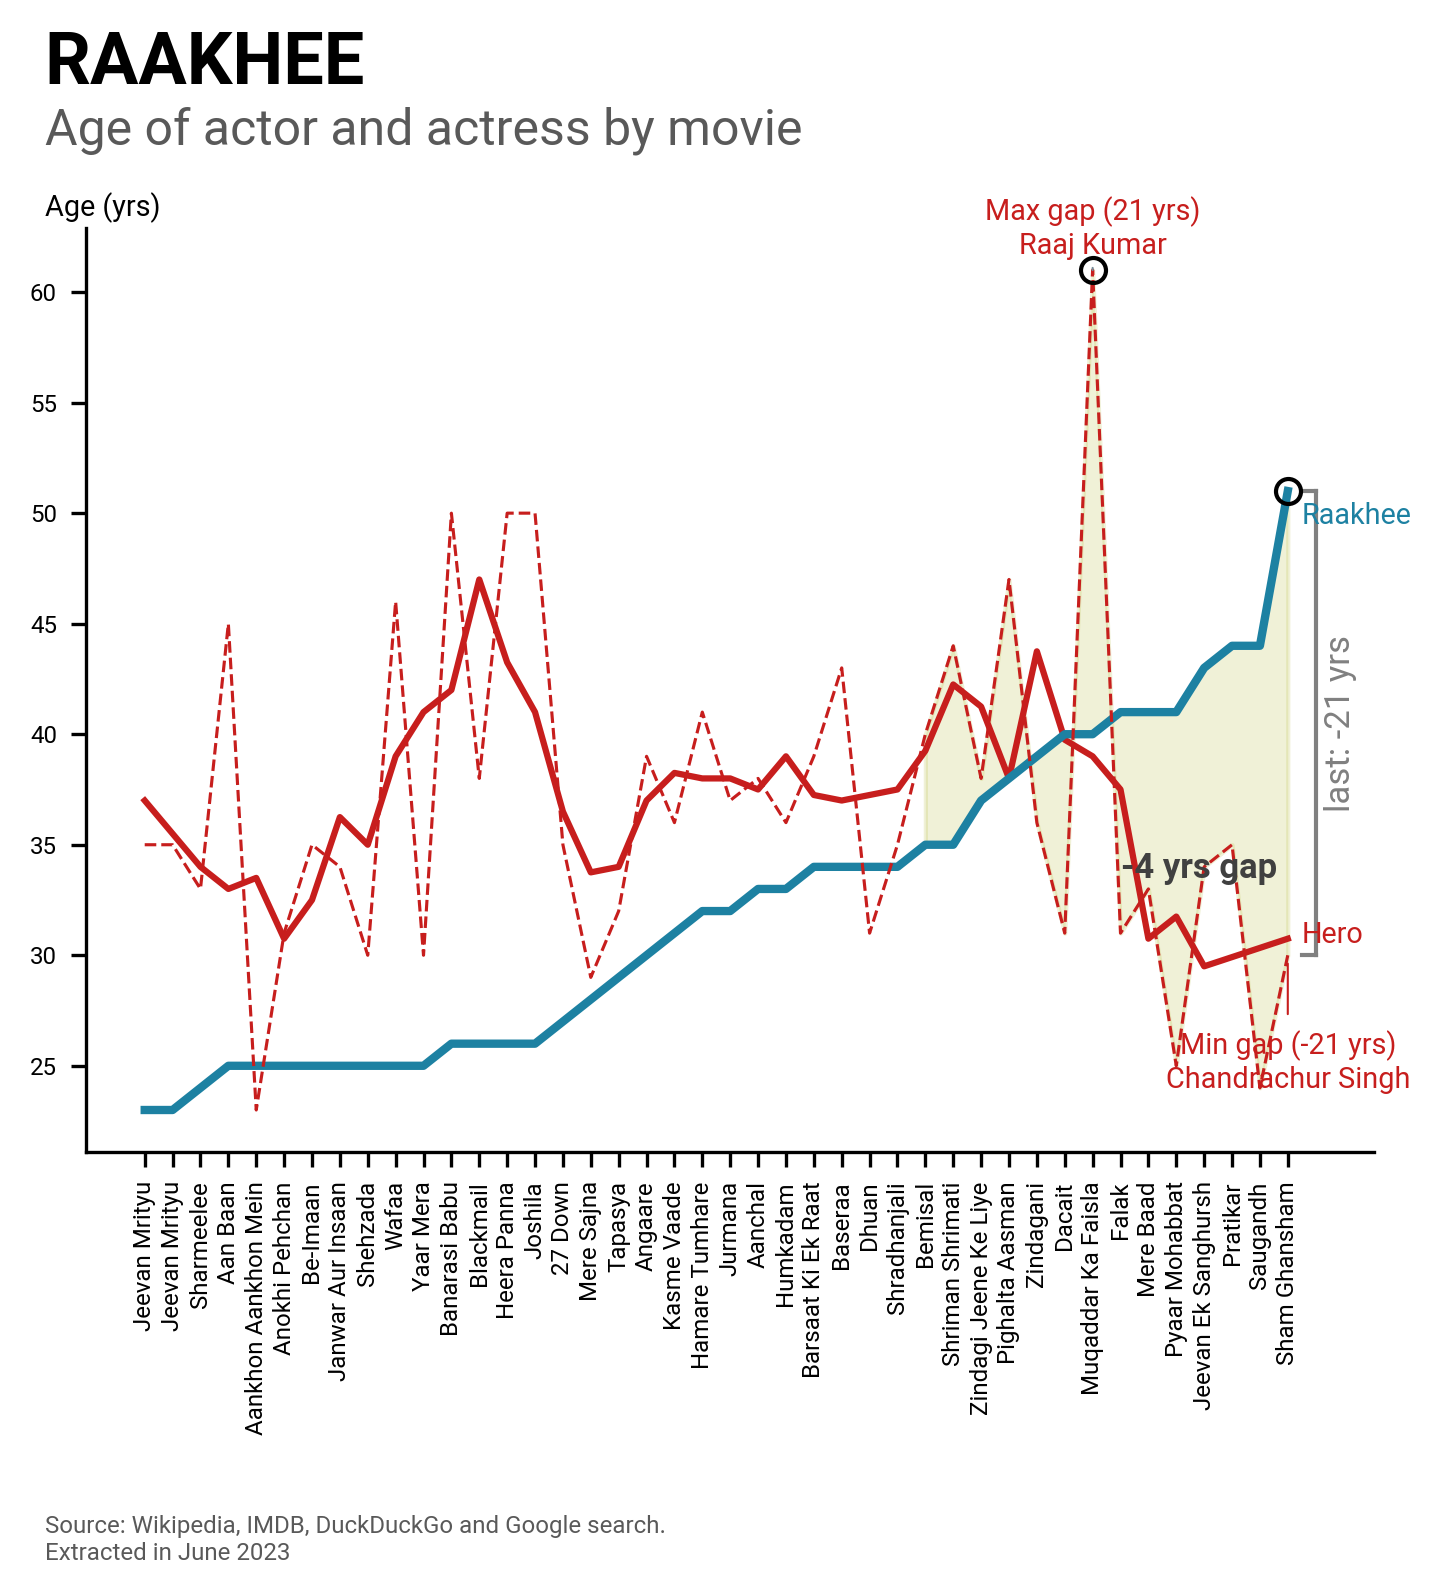 RAAKHEE
Age of actor and actress by movie
Age (yrs)
Max gap (21 yrs)
Raaj Kumar
60
55
50
45
40
35
30
25
Raakhee
last: -21 yrs
-4 yrs gap
Hero
Min gap (-21 yrs)
Chandrachur Singh
Jeevan Mrityu
Jeevan Mrityu
Sharmeelee
Aan Baan
Aankhon Aankhon Mein
Anokhi Pehchan
Be-Imaan
Janwar Aur Insaan
Shehzada
Wafaa
Yaar Mera
Banarasi Babu
Blackmail
Heera Panna
Joshila
27 Down
Mere Sajna
Tapasya
Angaare
Kasme Vaade
Hamare Tumhare
Jurmana
Aanchal
Humkadam
Barsaat Ki Ek Raat
Baseraa
Dhuan
Shradhanjali
Bemisal
Shriman Shrimati
Zindagi Jeene Ke Liye
Pighalta Aasman
Zindagani
Dacait
Muqaddar Ka Faisla
Falak
Mere Baad
Pyaar Mohabbat
Jeevan Ek Sanghursh
Pratikar
Saugandh
Sham Ghansham
Source: Wikipedia, IMDB, DuckDuckGo and Google search.
Extracted in June 2023